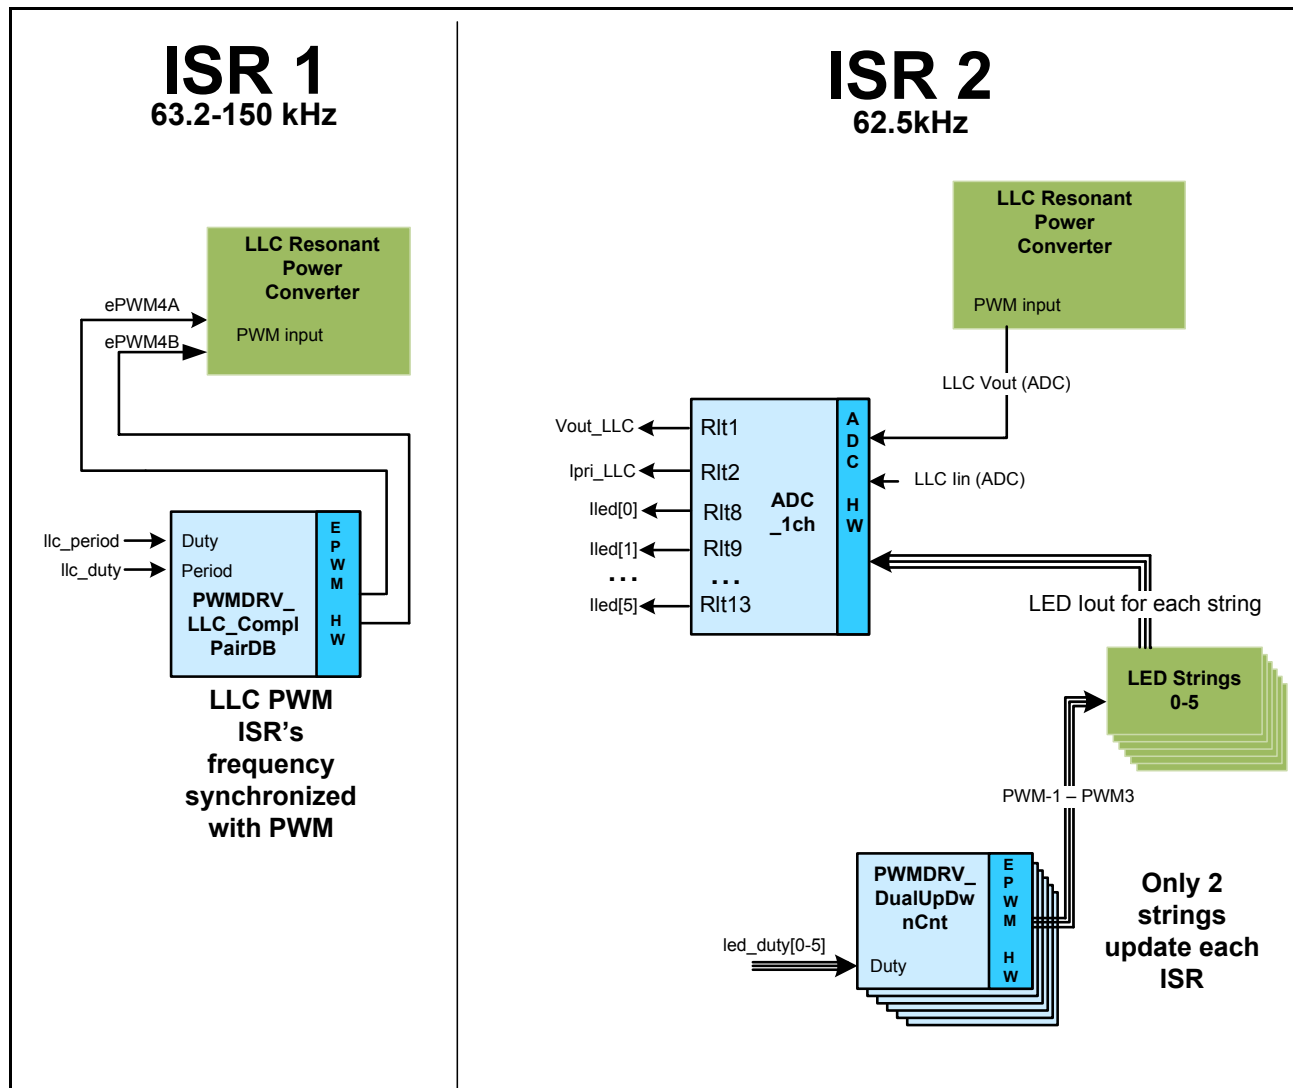 ISR 1
63.2-150 kHz
LLC Resonant
Power
Converter
PWM input
ePWM4A
ePWM4B
llc_period
llc_duty
Duty
Period
PWMDRV_
LLC_Compl
PairDB
E
P
W
M
H
W
LLC PWM
ISR's
frequency
synchronized
with PWM
ISR 2
62.5kHz
LLC Resonant
Power
Converter
PWM input
LLC Vout (ADC)
LLC Iin (ADC)
Vout_LLC
Ipri_LLC
Iled[0]
Iled[1]
...
Iled[5]
Rlt1
Rlt2
Rlt8
Rlt9
...
Rlt13
ADC
_1ch
A
D
C
H
W
LED Iout for each string
LED Strings
0-5
PWM-1 – PWM3
PWMDRV_
DualUpDw
nCnt
Duty
E
P
W
M
H
W
led_duty[0-5]
Only 2
strings
update each
ISR